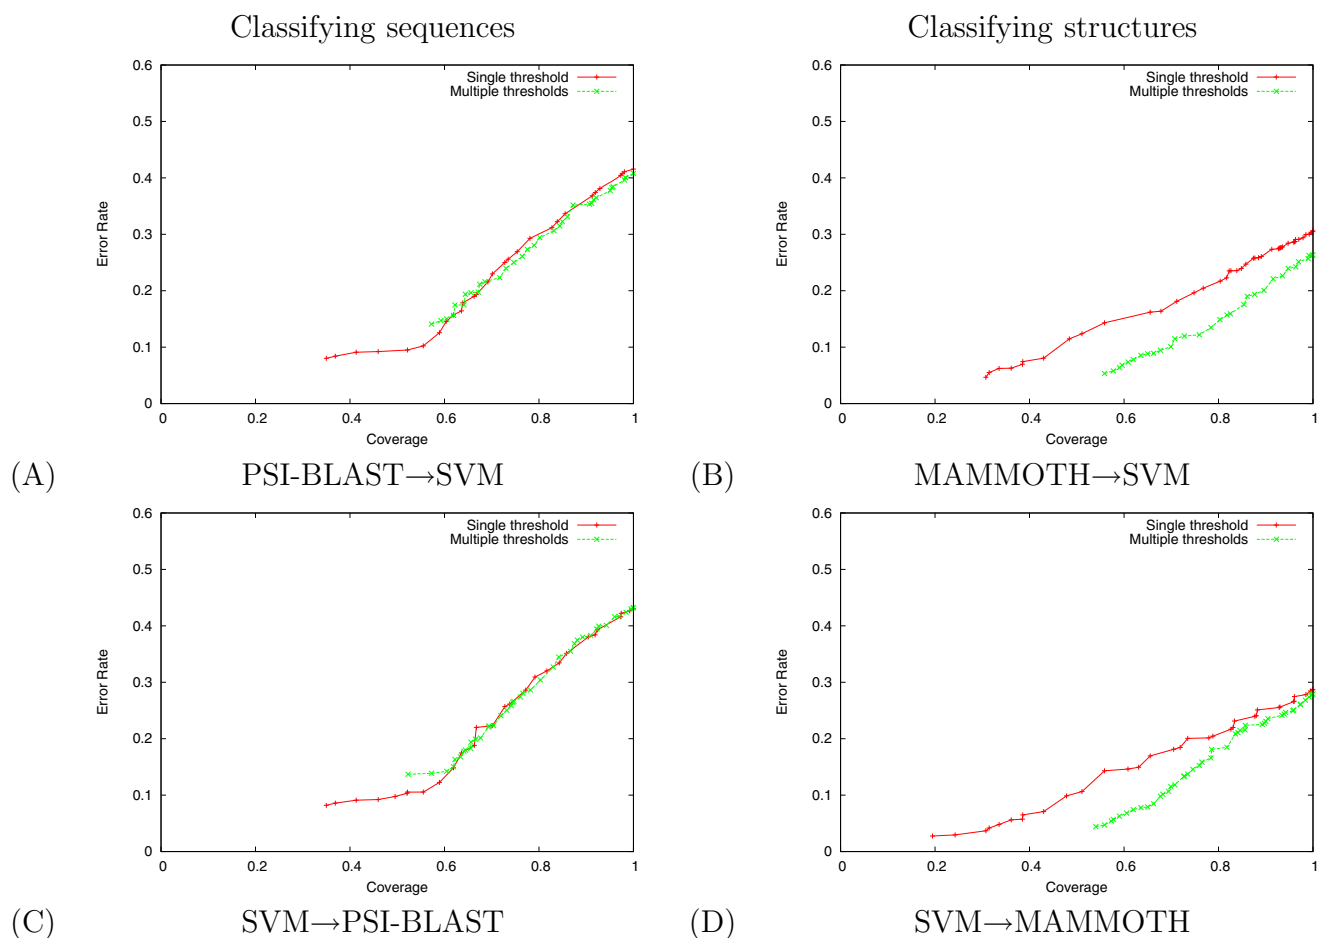 Classifying sequences
Classifying structures
0.6
0.5
0.4
0.3
0.2
0.1
0
0
0.2
0.4
0.6
0.8
1
Error Rate
Coverage
Single threshold
Multiple thresholds
(A)
PSI-BLAST→SVM
0.6
0.5
0.4
0.3
0.2
0.1
0
0
0.2
0.4
0.6
0.8
1
Error Rate
Coverage
Single threshold
Multiple thresholds
(B)
MAMMOTH→SVM
0.6
0.5
0.4
0.3
0.2
0.1
0
0
0.2
0.4
0.6
0.8
1
Error Rate
Coverage
Single threshold
Multiple thresholds
(C)
SVM→PSI-BLAST
0.6
0.5
0.4
0.3
0.2
0.1
0
0
0.2
0.4
0.6
0.8
1
Error Rate
Coverage
Single threshold
Multiple thresholds
(D)
SVM→MAMMOTH